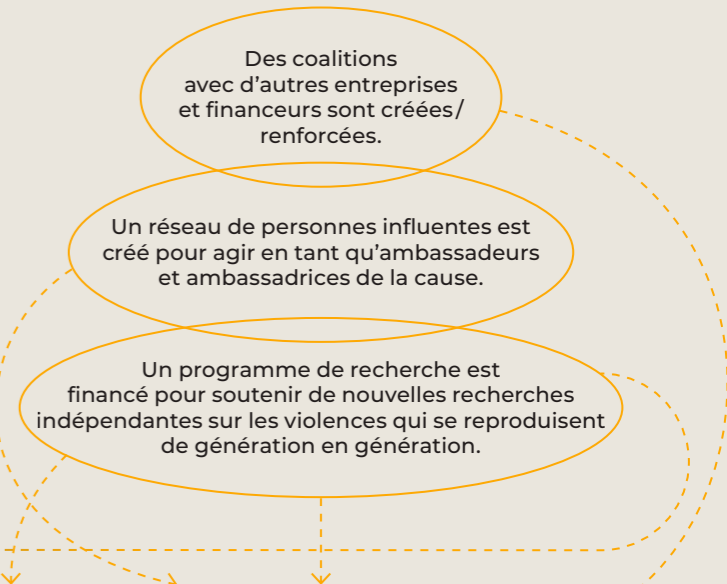 Des coalitions
avec d'autres entreprises
et financeurs sont créées/
renforcées.
Un réseau de personnes influentes est
créé pour agir en tant qu'ambassadeurs
et ambassadrices de la cause.
Un programme de recherche est
financé pour soutenir de nouvelles recherches
indépendantes sur les violences qui se reproduisent
de génération en génération.